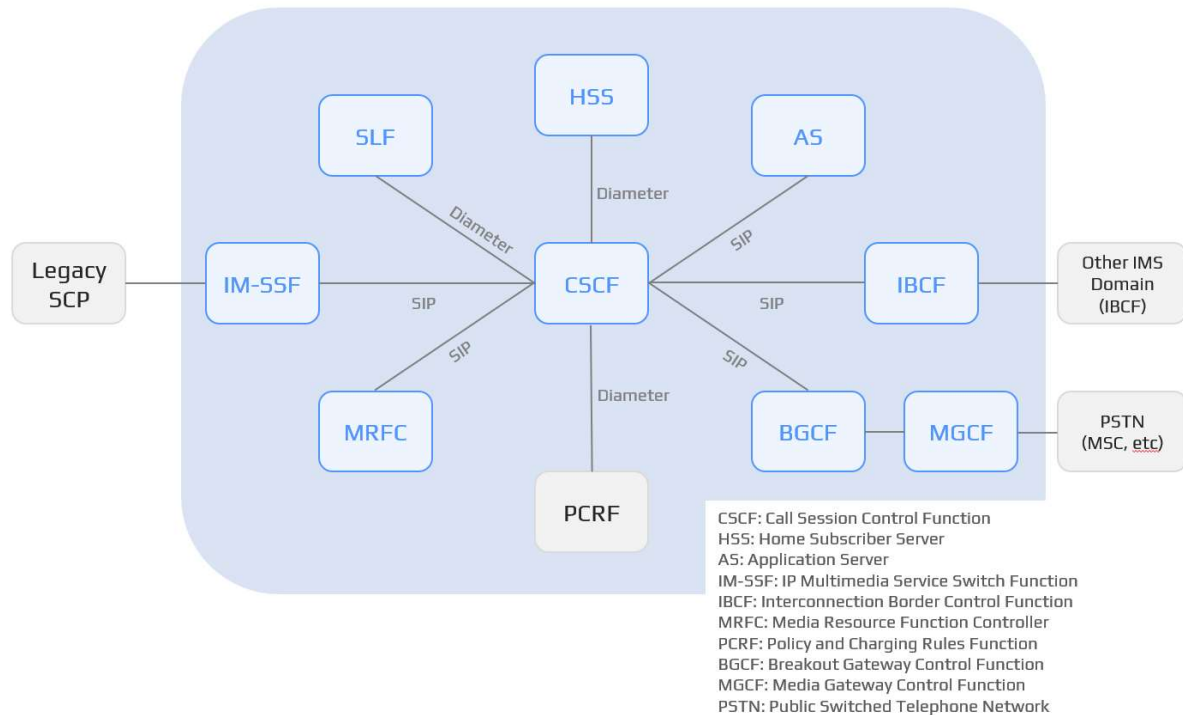 HSS
SLF
AS
Diameter
Diameter
SIP
Legacy
SCP
IM-SSF
SIP
CSCF
SIP
IBCF
Other IMS
Domain
(IBCF)
SIP
SIP
Diameter
MRFC
BGCF
MGCF
PSTN
(MSC, etc)
PCRF
CSCF: Call Session Control Function
HSS: Home Subscriber Server
AS: Application Server
IM-SSF: IP Multimedia Service Switch Function
IBCF: Interconnection Border Control Function
MRFC: Media Resource Function Controller
PCRF: Policy and Charging Rules Function
BGCF: Breakout Gateway Control Function
MGCF: Media Gateway Control Function
PSTN: Public Switched Telephone Network